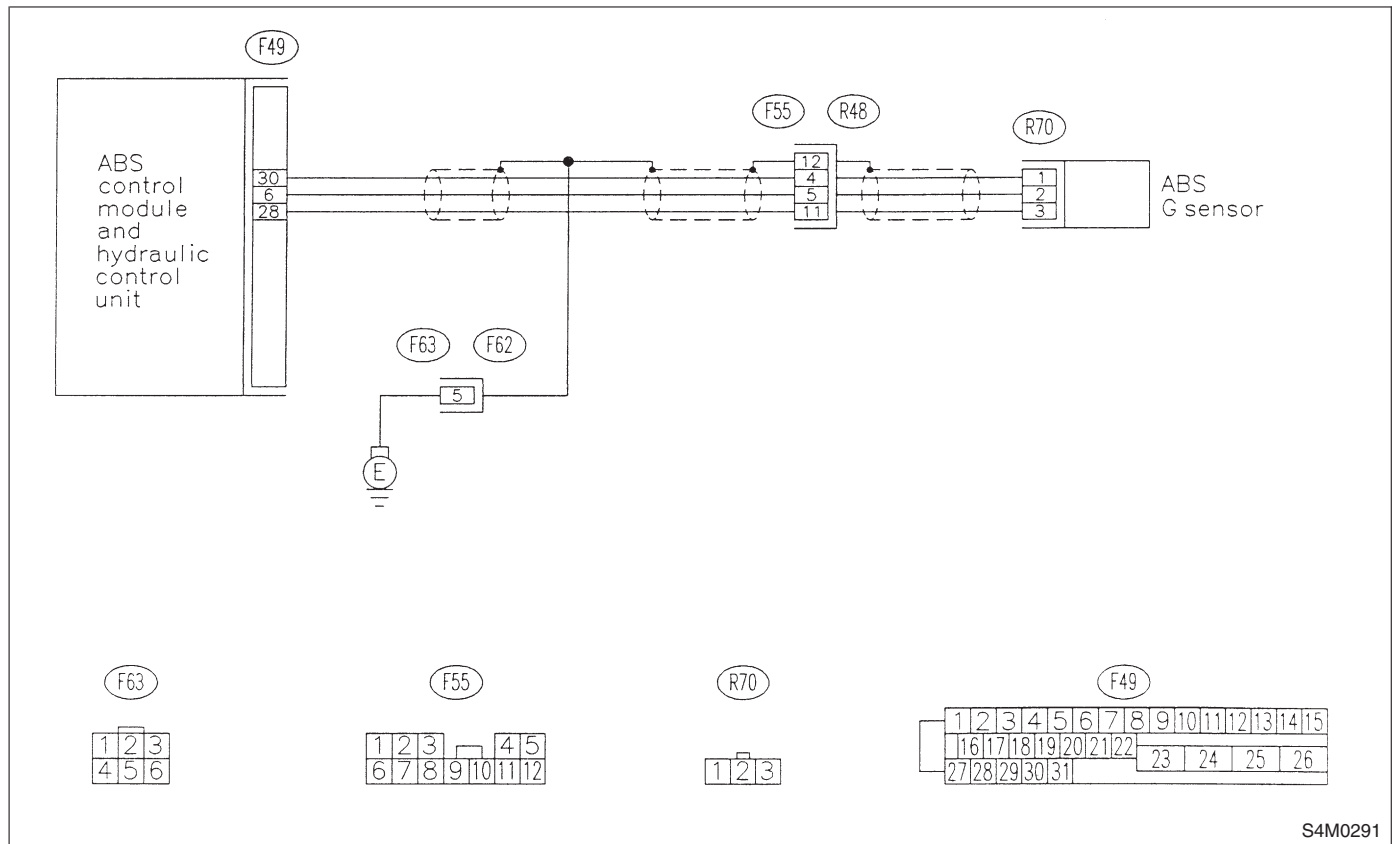 F49
F55 R48
R70
ABS
control
module
and
hydraulic
control
unit
30
6
28
12
4
5
11
1
2
3
ABS
G sensor
F63 F62
5
E
F63
1 2 3
4 5 6
F55
1 2 3 4 5
6 7 8 9 10 11 12
R70
1 2 3
F49
1 2 3 4 5 6 7 8 9 10 11 12 13 14 15
16 17 18 19 20 21 22
23 24 25 26
27 28 29 30 31
S4M0291